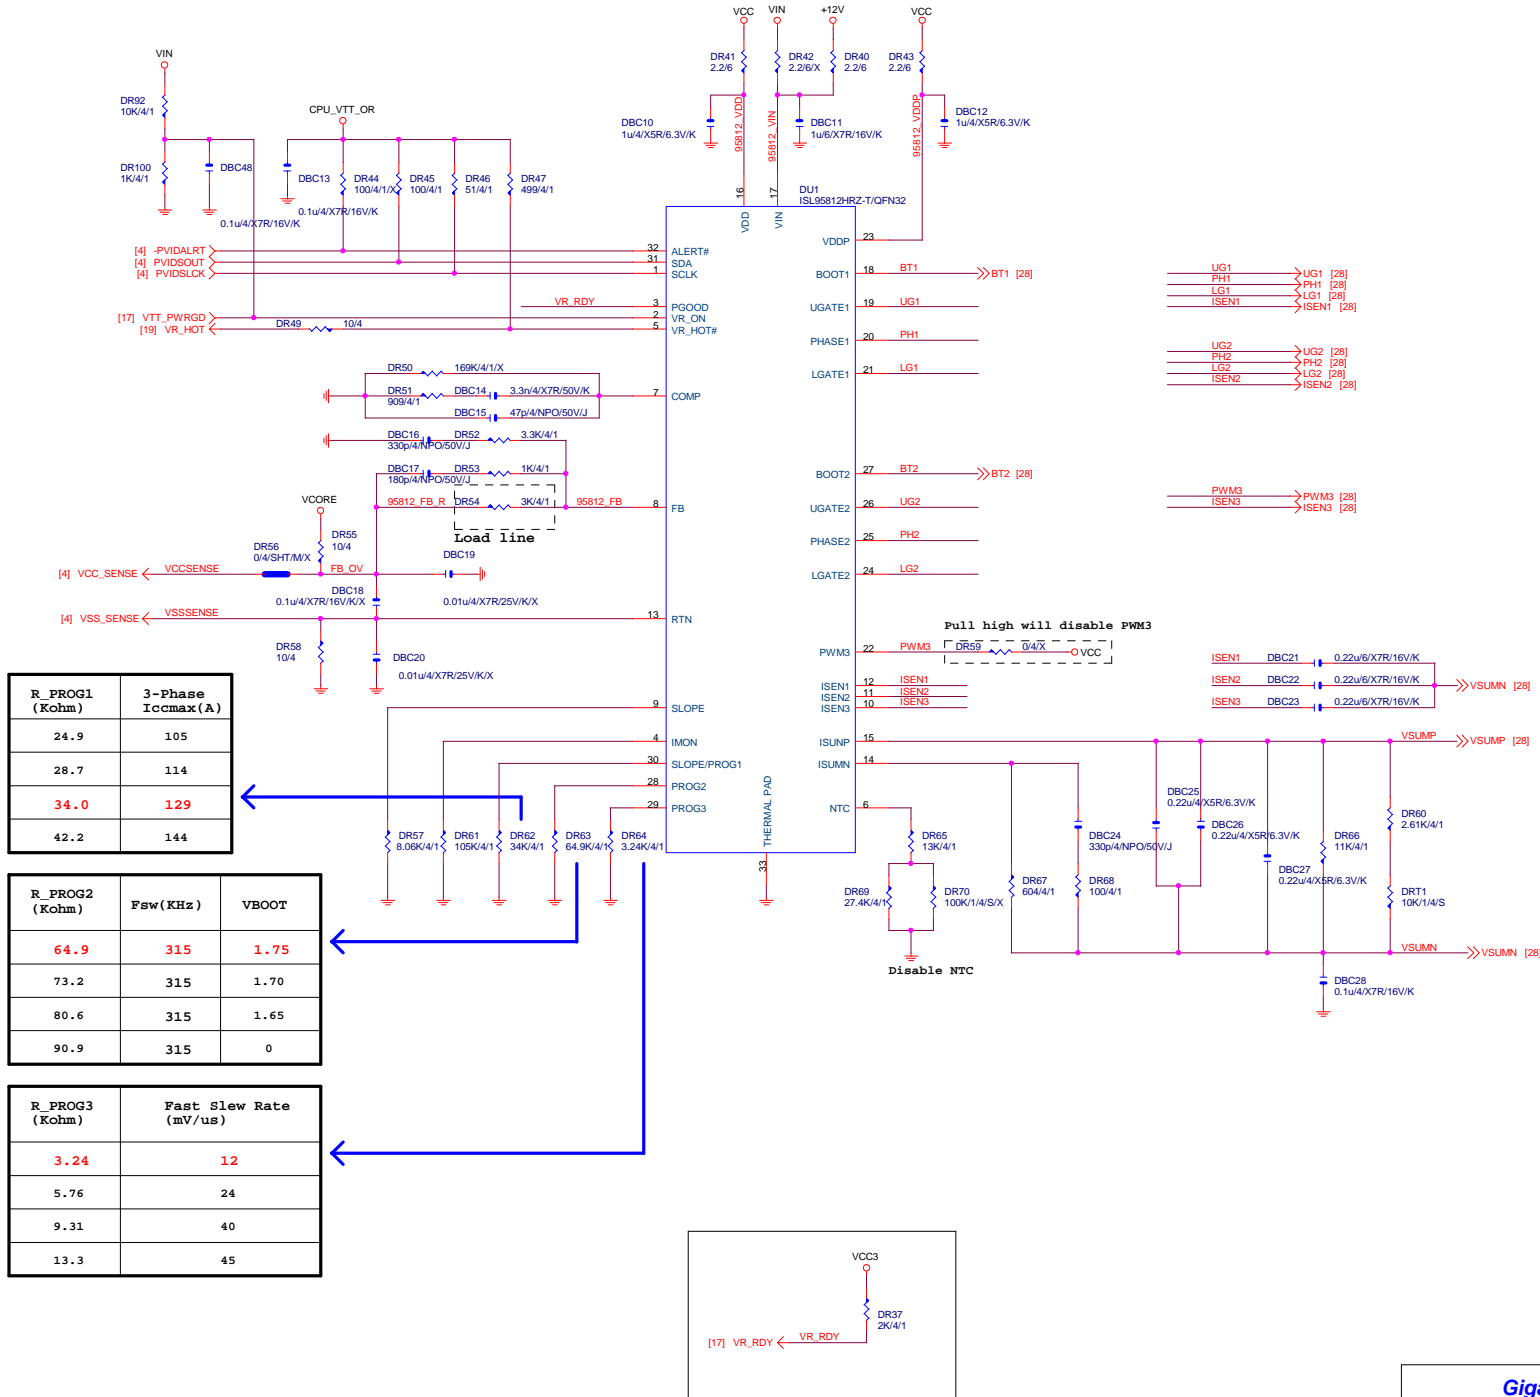 VCC
VIN
+12V
VCC
DR41
2.2/6
DR42
2.2/6/X
DR40
2.2/6
DR43
2.2/6
DBC10
1u/4/X5R/6.3V/K
95812_VDD
95812_VIN
DBC11
1u/6/X7R/16V/K
95812_VDDP
DBC12
1u/4/X5R/6.3V/K
VIN
DR92
10K/4/1
DR100
1K/4/1
DBC48
0.1u/4/X7R/16V/K
CPU_VTT_OR
DBC13
0.1u/4/X7R/16V/K
DR44
100/4/1/X
DR45
100/4/1
DR46
51/4/1
DR47
499/4/1
[4] -PVIDALRT
[4] PVIDSOUT
[4] PVIDSLCK
[17] VTT_PWRGD
[19] VR_HOT
DR49
10/4
VR_RDY
DU1
ISL95812HRZ-T/QFN32
16
VDD
17
VIN
32 ALERT#
31 SDA
1 SCLK
3 PGOOD
2 VR_ON
5 VR_HOT#
7 COMP
8 FB
13 RTN
9 SLOPE
4 IMON
30 SLOPE/PROG1
28 PROG2
29 PROG3
THERMAL PAD
33
VDDP 23
BOOT1 18 BT1 BT1 [28]
UGATE1 19 UG1
PHASE1 20 PH1
LGATE1 21 LG1
BOOT2 27 BT2 BT2 [28]
UGATE2 26 UG2
PHASE2 25 PH2
LGATE2 24 LG2
PWM3 22 PWM3
ISEN1 12 ISEN1
ISEN2 11 ISEN2
ISEN3 10 ISEN3
ISUNP 15
ISUMN 14
NTC 6
UG1 UG1 [28]
PH1 PH1 [28]
LG1 LG1 [28]
ISEN1 ISEN1 [28]
UG2 UG2 [28]
PH2 PH2 [28]
LG2 LG2 [28]
ISEN2 ISEN2 [28]
PWM3 PWM3 [28]
ISEN3 ISEN3 [28]
DR50 169K/4/1/X
DR51
909/4/1
DBC14 3.3n/4/X7R/50V/K
DBC15 47p/4/NPO/50V/J
DBC16
330p/4/NPO/50V/J
DR52 3.3K/4/1
DBC17
180p/4/NPO/50V/J
DR53 1K/4/1
95812_FB_R DR54 3K/4/1 95812_FB
Load line
VCORE
DR55
10/4
DR56
0/4/SHT/M/X
[4] VCC_SENSE VCCSENSE FB_OV
DBC19
0.01u/4/X7R/25V/K/X
DBC18
0.1u/4/X7R/16V/K/X
[4] VSS_SENSE VSSSENSE
DR58
10/4
DBC20
0.01u/4/X7R/25V/K/X
Pull high will disable PWM3
DR59 0/4/X VCC
ISEN1 DBC21 0.22u/6/X7R/16V/K
ISEN2 DBC22 0.22u/6/X7R/16V/K
ISEN3 DBC23 0.22u/6/X7R/16V/K
VSUMN [28]
VSUMP VSUMP [28]
DBC25
0.22u/4/X5R/6.3V/K
DBC26
0.22u/4/X5R/6.3V/K
DBC24
330p/4/NPO/50V/J
DBC27
0.22u/4/X5R/6.3V/K
DR66
11K/4/1
DR60
2.61K/4/1
DRT1
10K/1/4/S
DR67
604/4/1
DR68
100/4/1
VSUMN VSUMN [28]
DBC28
0.1u/4/X7R/16V/K
DR65
13K/4/1
DR69
27.4K/4/1
DR70
100K/1/4/S/X
Disable NTC
DR57
8.06K/4/1
DR61
105K/4/1
DR62
34K/4/1
DR63
64.9K/4/1
DR64
3.24K/4/1
R_PROG1 (Kohm) 3-Phase Iccmax(A)
24.9 105
28.7 114
34.0 129
42.2 144
R_PROG2 (Kohm) Fsw(KHz) VBOOT
64.9 315 1.75
73.2 315 1.70
80.6 315 1.65
90.9 315 0
R_PROG3 (Kohm) Fast Slew Rate (mV/us)
3.24 12
5.76 24
9.31 40
13.3 45
VCC3
DR37
2K/4/1
[17] VR_RDY VR_RDY